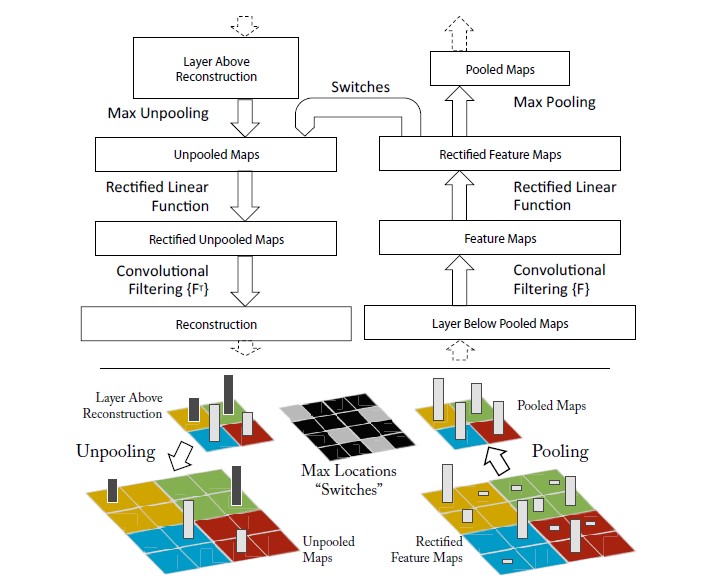 Layer Above
Reconstruction
Pooled Maps
Switches
Max Unpooling
Max Pooling
Unpooled Maps
Rectified Feature Maps
Rectified Linear
Function
Rectified Linear
Function
Rectified Unpooled Maps
Feature Maps
Convolutional
Filtering {Fᵀ}
Convolutional
Filtering {F}
Reconstruction
Layer Below Pooled Maps
Layer Above
Reconstruction
Pooled Maps
Unpooling
Max Locations
“Switches”
Pooling
Unpooled
Maps
Rectified
Feature Maps